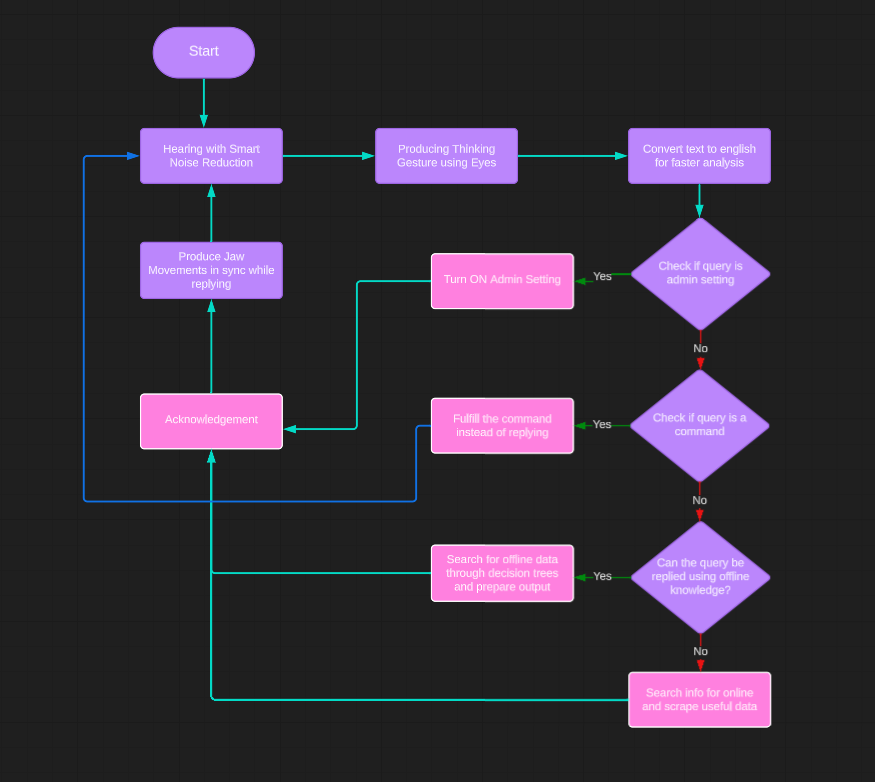 Start
Hearing with Smart
Noise Reduction
Producing Thinking
Gesture using Eyes
Convert text to english
for faster analysis
Produce Jaw
Movements in sync while
replying
Turn ON Admin Setting
Yes
Check if query is
admin setting
No
Acknowledgement
Fulfill the command
instead of replying
Yes
Check if query is a
command
No
Search for offline data
through decision trees
and prepare output
Yes
Can the query be
replied using offline
knowledge?
No
Search info for online
and scrape useful data